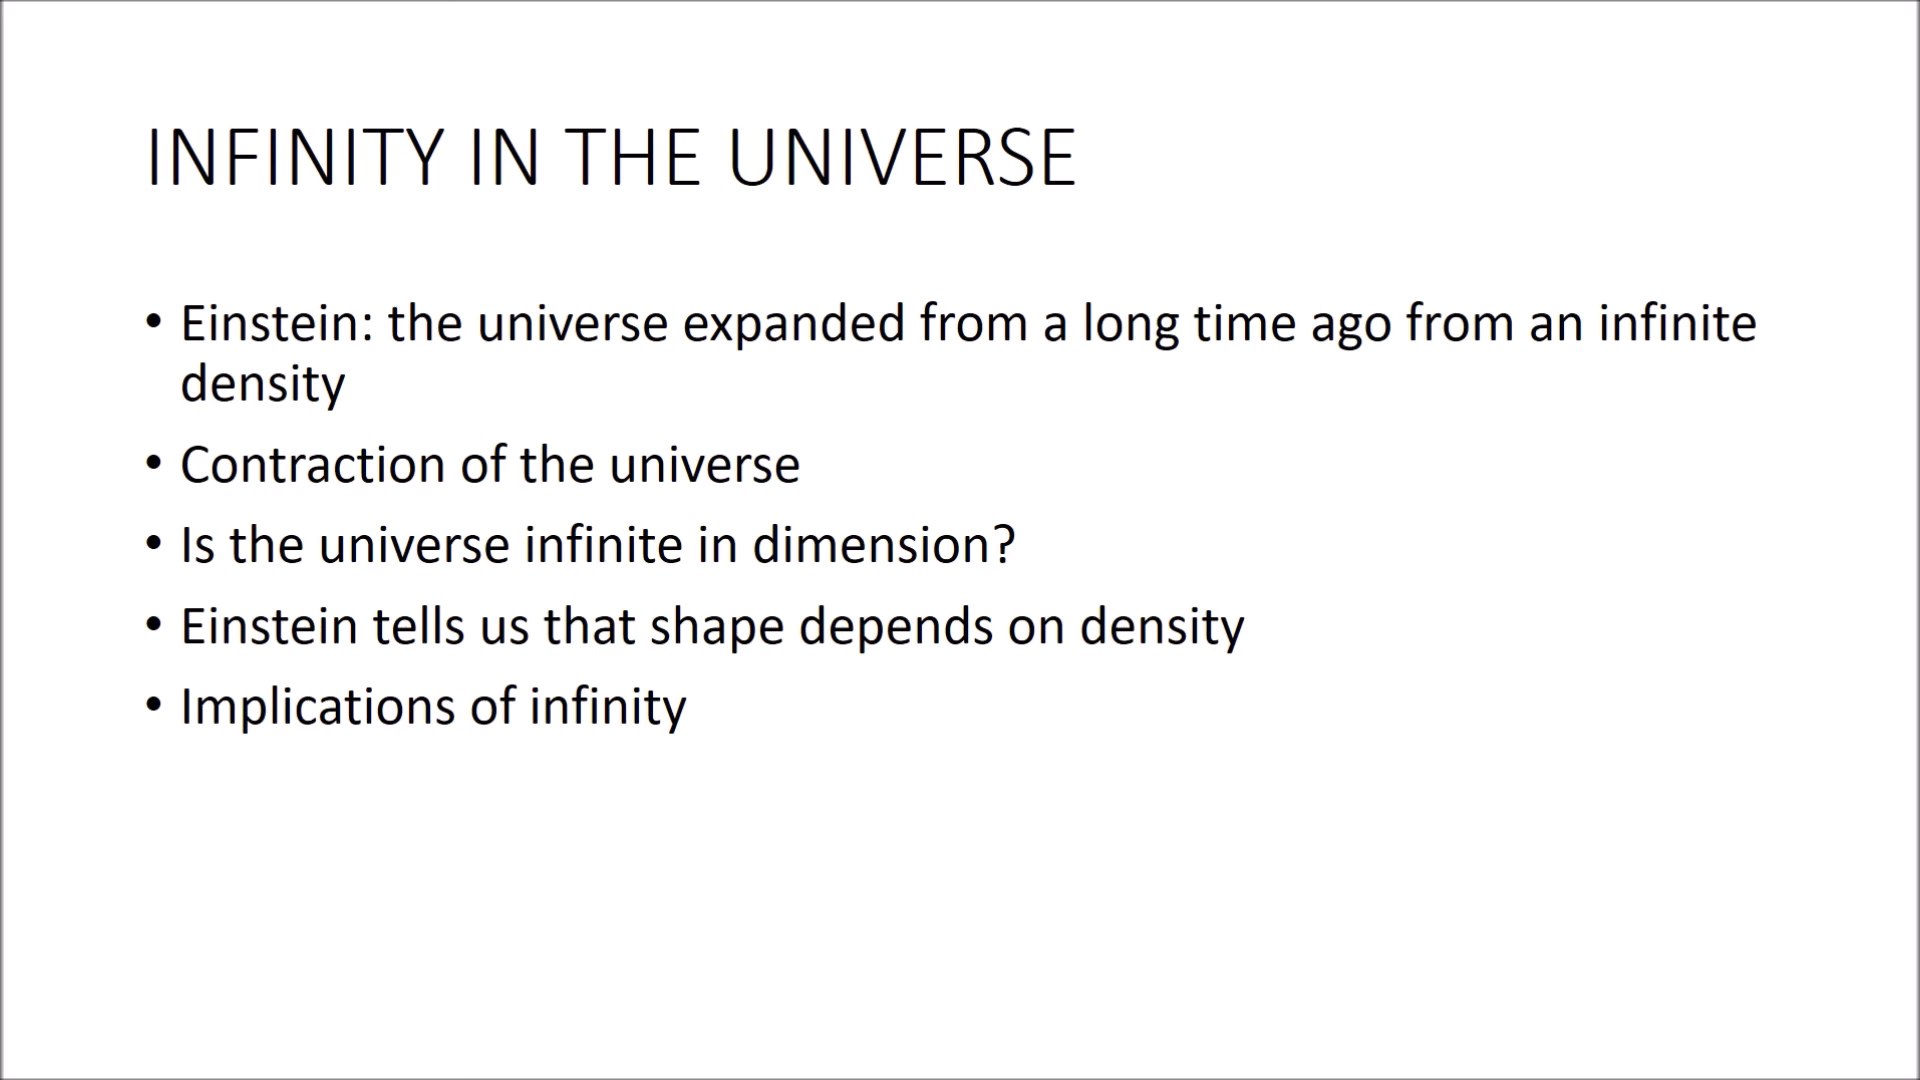 INFINITY IN THE UNIVERSE
• Einstein: the universe expanded from a long time ago from an infinite
density
• Contraction of the universe
• Is the universe infinite in dimension?
• Einstein tells us that shape depends on density
• Implications of infinity